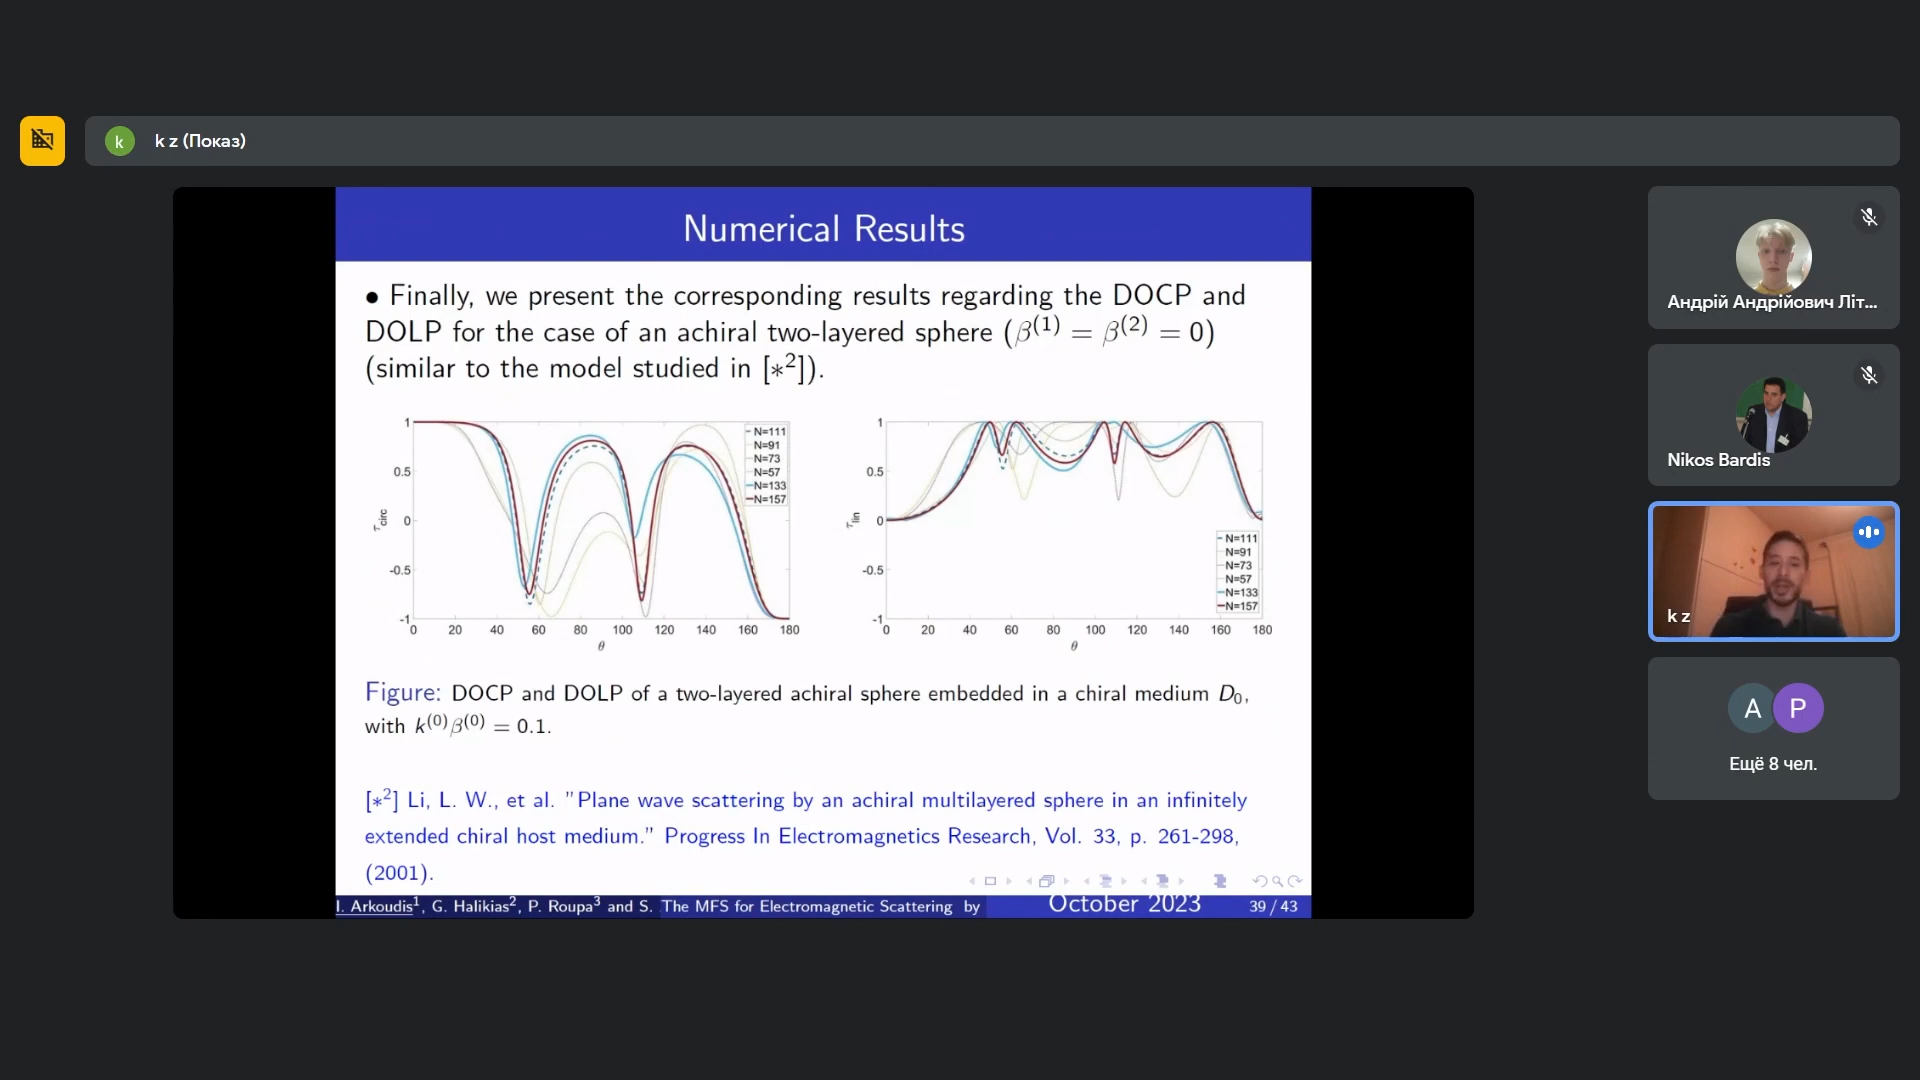 k
k z (Показ)
Numerical Results
● Finally, we present the corresponding results regarding the DOCP and
DOLP for the case of an achiral two-layered sphere (β^(1) = β^(2) = 0)
(similar to the model studied in [*²]).
1
0.5
0
-0.5
-1
0 20 40 60 80 100 120 140 160 180
τcirc
θ
N=111
N=91
N=73
N=57
N=133
N=157
1
0.5
0
-0.5
-1
0 20 40 60 80 100 120 140 160 180
τlin
θ
N=111
N=91
N=73
N=57
N=133
N=157
Figure: DOCP and DOLP of a two-layered achiral sphere embedded in a chiral medium D₀,
with k^(0)β^(0) = 0.1.
[*²] Li, L. W., et al. ”Plane wave scattering by an achiral multilayered sphere in an infinitely
extended chiral host medium.” Progress In Electromagnetics Research, Vol. 33, p. 261-298,
(2001).
I. Arkoudis¹, G. Halikias², P. Roupa³ and S. The MFS for Electromagnetic Scattering by October 2023 39 / 43
Андрій Андрійович Літ...
Nikos Bardis
k z
A P
Ещё 8 чел.